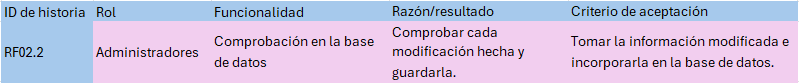 ID de historia Rol Funcionalidad Razón/resultado Criterio de aceptación
RF02.2 Administradores Comprobación en la base de datos Comprobar cada modificación hecha y guardarla. Tomar la información modificada e incorporarla en la base de datos.